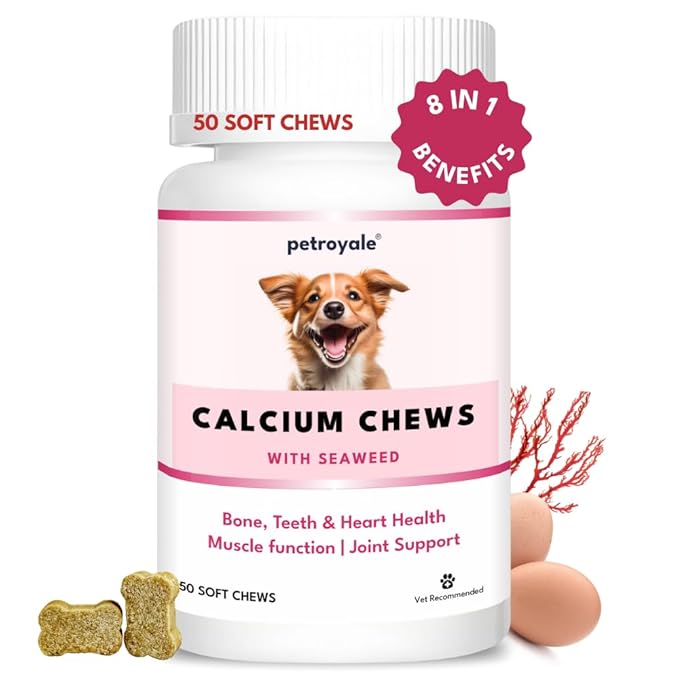 50 SOFT CHEWS
8 IN 1
BENEFITS
petroyale®
CALCIUM CHEWS
WITH SEAWEED
Bone, Teeth & Heart Health
Muscle function | Joint Support
50 SOFT CHEWS
Vet Recommended